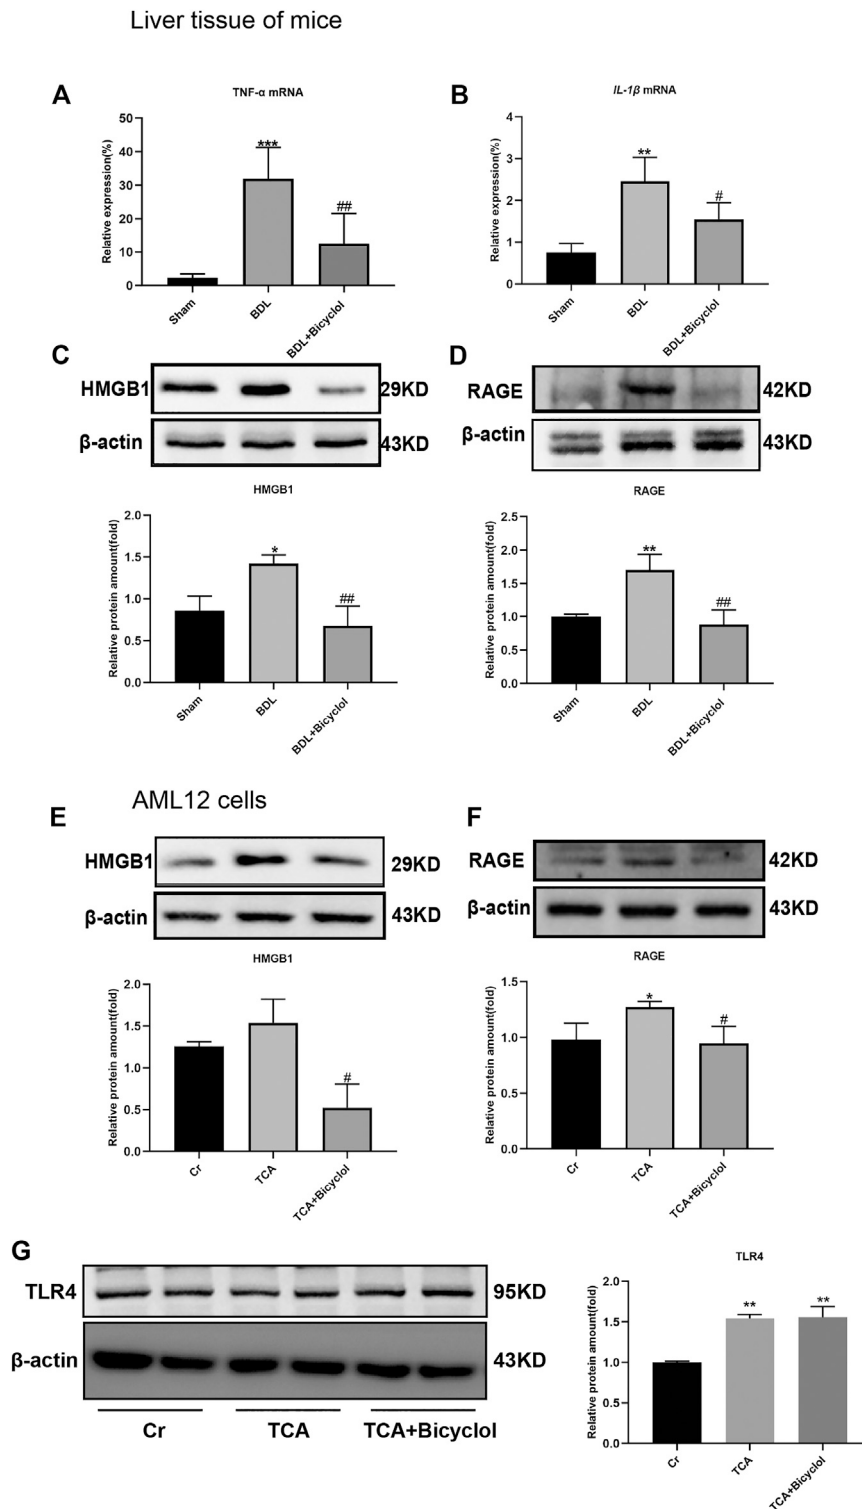 Liver tissue of mice
A
TNF-α mRNA
Relative expression(%)
50
40
30
20
10
0
***
##
Sham
BDL
BDL+Bicyclol
B
IL-1β mRNA
Relative expression(%)
4
3
2
1
0
**
#
Sham
BDL
BDL+Bicyclol
C
HMGB1
29KD
β-actin
43KD
HMGB1
Relative protein amount(fold)
2.0
1.5
1.0
0.5
0.0
*
##
Sham
BDL
BDL+Bicyclol
D
RAGE
42KD
β-actin
43KD
RAGE
Relative protein amount(fold)
2.5
2.0
1.5
1.0
0.5
0.0
**
##
Sham
BDL
BDL+Bicyclol
AML12 cells
E
HMGB1
29KD
β-actin
43KD
HMGB1
Relative protein amount(fold)
2.0
1.5
1.0
0.5
0.0
#
Cr
TCA
TCA+Bicyclol
F
RAGE
42KD
β-actin
43KD
RAGE
Relative protein amount(fold)
1.5
1.0
0.5
0.0
*
#
Cr
TCA
TCA+Bicyclol
G
TLR4
95KD
β-actin
43KD
Cr
TCA
TCA+Bicyclol
TLR4
Relative protein amount(fold)
2.0
1.5
1.0
0.5
0.0
**
**
Cr
TCA
TCA+Bicyclol